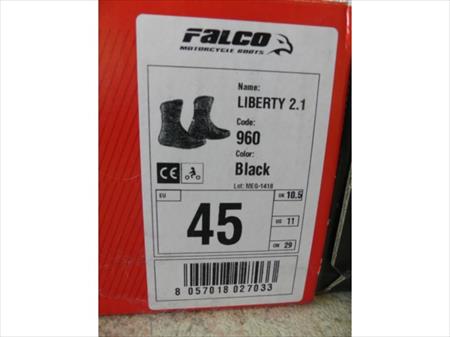 FALCO
MOTORCYCLE BOOTS
Name:
LIBERTY 2.1
Code:
960
Color:
Black
Lot: MEG-1418
CE
EU
45
UK 10.5
US 11
CM 29
8 057018 027033